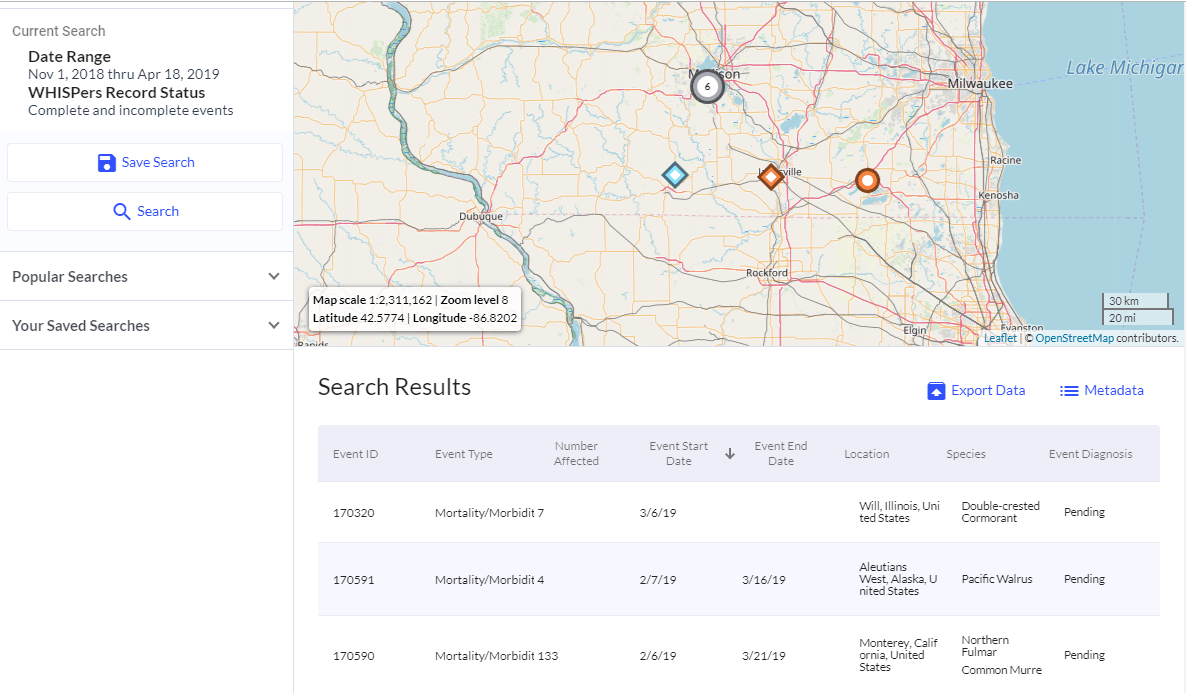 Current Search
Date Range
Nov 1, 2018 thru Apr 18, 2019
WHISPers Record Status
Complete and incomplete events
Save Search
Search
Popular Searches
Your Saved Searches
6
Milwaukee
Lake Michigan
Racine
Kenosha
Dubuque
Rockford
Elgin
Evanston
Rapids
Map scale 1:2,311,162 | Zoom level 8
Latitude 42.5774 | Longitude -86.8202
30 km
20 mi
Leaflet | © OpenStreetMap contributors.
Search Results
Export Data
Metadata
Event ID
Event Type
Number
Affected
Event Start
Date
Event End
Date
Location
Species
Event Diagnosis
170320
Mortality/Morbidit
7
3/6/19
Will, Illinois, Uni
ted States
Double-crested
Cormorant
Pending
170591
Mortality/Morbidit
4
2/7/19
3/16/19
Aleutians
West, Alaska, U
nited States
Pacific Walrus
Pending
170590
Mortality/Morbidit
133
2/6/19
3/21/19
Monterey, Calif
ornia, United
States
Northern
Fulmar
Common Murre
Pending